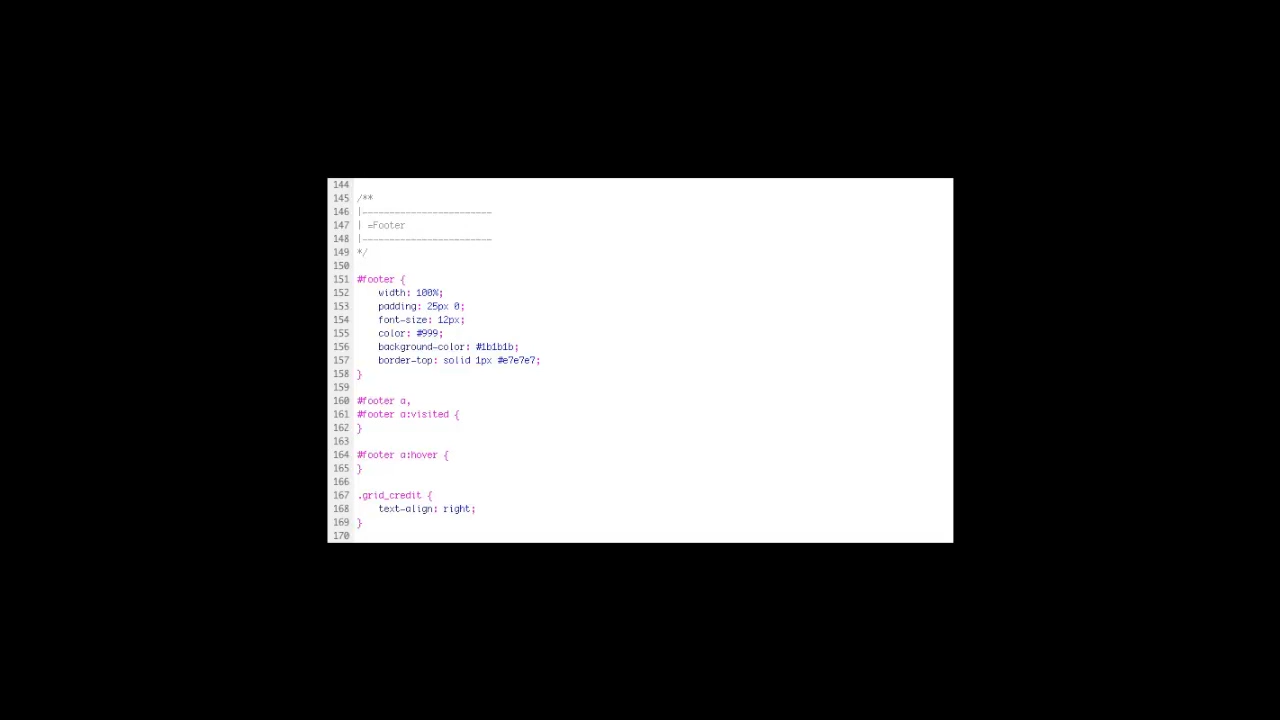 144
145 /**
146 |------------------------
147 | =Footer
148 |------------------------
149 */
150
151 #footer {
152     width: 100%;
153     padding: 25px 0;
154     font-size: 12px;
155     color: #999;
156     background-color: #1b1b1b;
157     border-top: solid 1px #e7e7e7;
158 }
159
160 #footer a,
161 #footer a:visited {
162 }
163
164 #footer a:hover {
165 }
166
167 .grid_credit {
168     text-align: right;
169 }
170